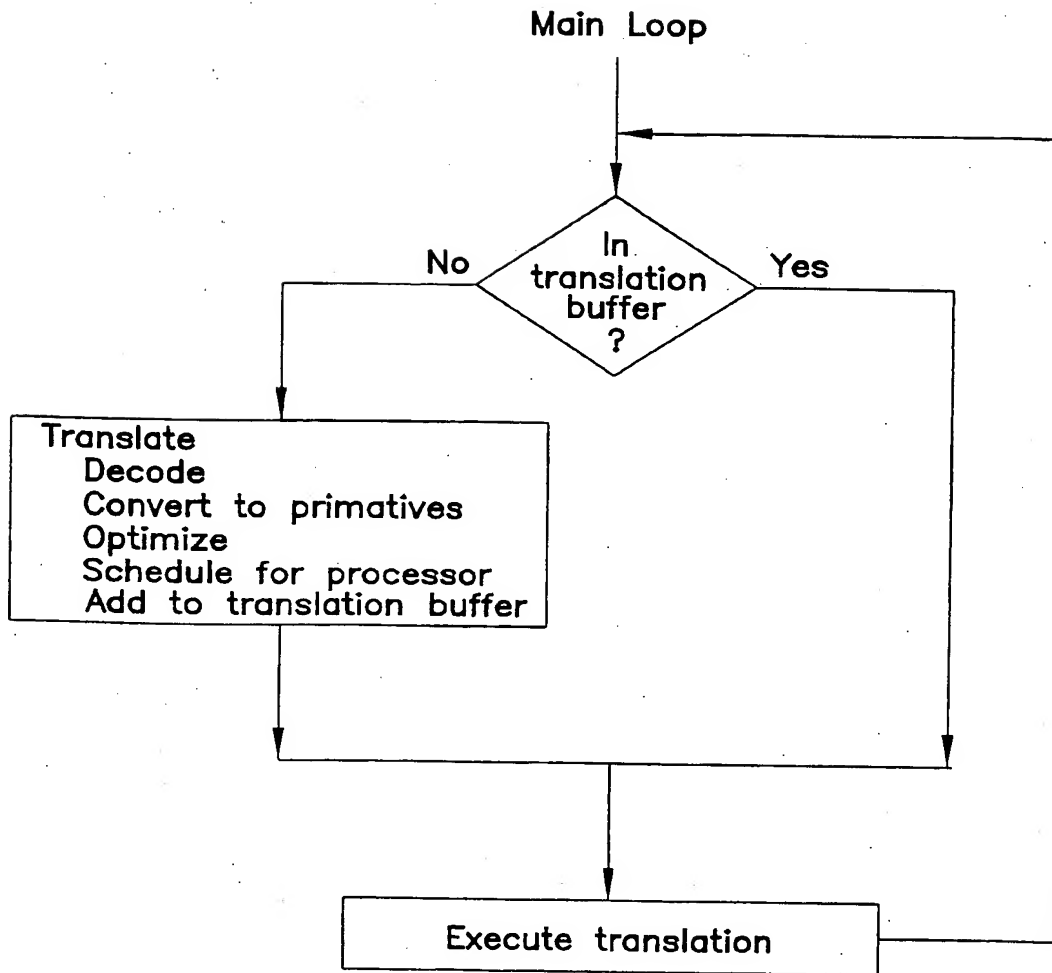 Main Loop
In
translation
buffer
?
No
Yes
Translate
Decode
Convert to primatives
Optimize
Schedule for processor
Add to translation buffer
Execute translation